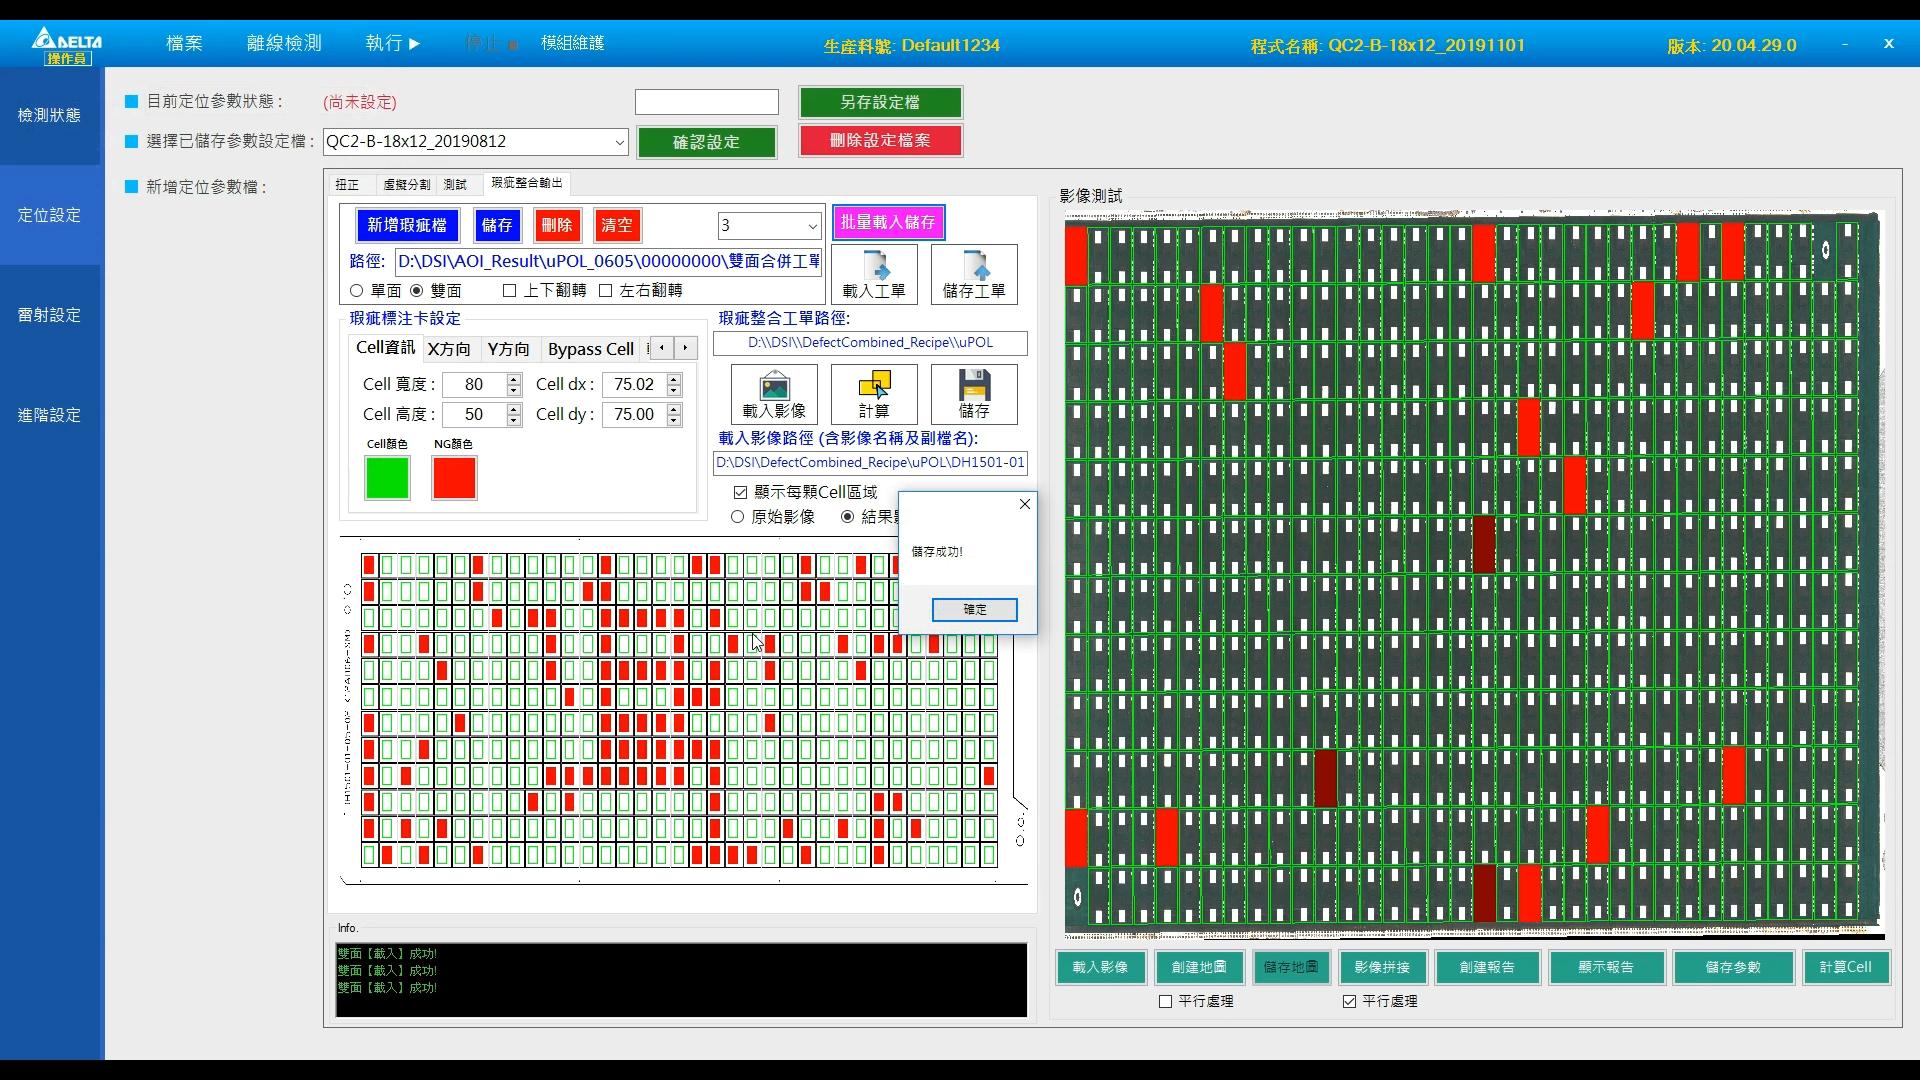 DELTA
操作員
檔案
離線檢測
執行 ▶
停止 ■
模組維護
生產料號: Default1234
程式名稱: QC2-B-18x12_20191101
版本: 20.04.29.0
-
X
檢測狀態
定位設定
雷射設定
進階設定
目前定位參數狀態 :
(尚未設定)
另存設定檔
選擇已儲存參數設定檔 :
QC2-B-18x12_20190812
確認設定
刪除設定檔案
新增定位參數檔 :
扭正
虛擬分割
測試
瑕疵整合輸出
新增瑕疵檔
儲存
刪除
清空
3
批量載入儲存
路徑:
D:\DSI\AOI_Result\uPOL_0605\00000000\雙面合併工單
單面
雙面
上下翻轉
左右翻轉
載入工單
儲存工單
瑕疵標注卡設定
Cell資訊
X方向
Y方向
Bypass Cell
Cell 寬度 :
80
Cell dx :
75.02
Cell 高度 :
50
Cell dy :
75.00
Cell顏色
NG顏色
瑕疵整合工單路徑:
D:\\DSI\\DefectCombined_Recipe\\uPOL
載入影像
計算
儲存
載入影像路徑 (含影像名稱及副檔名):
D:\DSI\DefectCombined_Recipe\uPOL\DH1501-01
顯示每顆Cell區域
原始影像
結果
儲存成功!
確定
Info.
雙面【載入】成功!
雙面【載入】成功!
雙面【載入】成功!
影像測試
載入影像
創建地圖
儲存地圖
影像拼接
創建報告
顯示報告
儲存參數
計算Cell
平行處理
平行處理